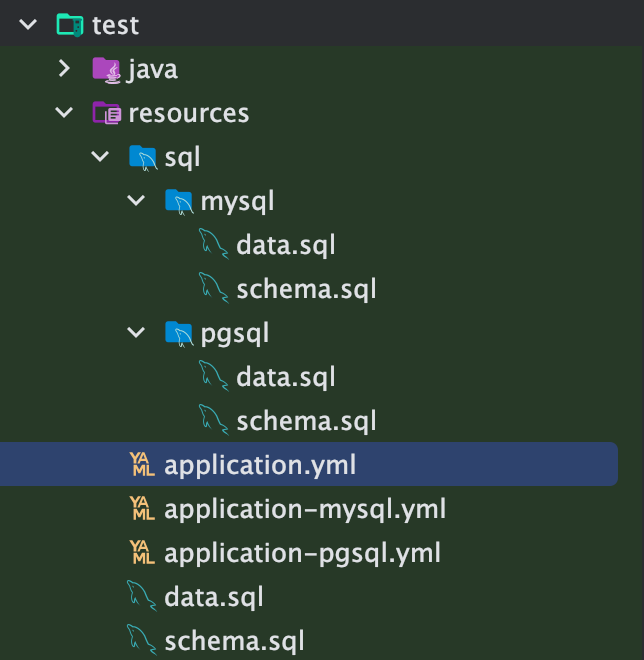 test
java
resources
sql
mysql
data.sql
schema.sql
pgsql
data.sql
schema.sql
YAML application.yml
YAML application-mysql.yml
YAML application-pgsql.yml
data.sql
schema.sql